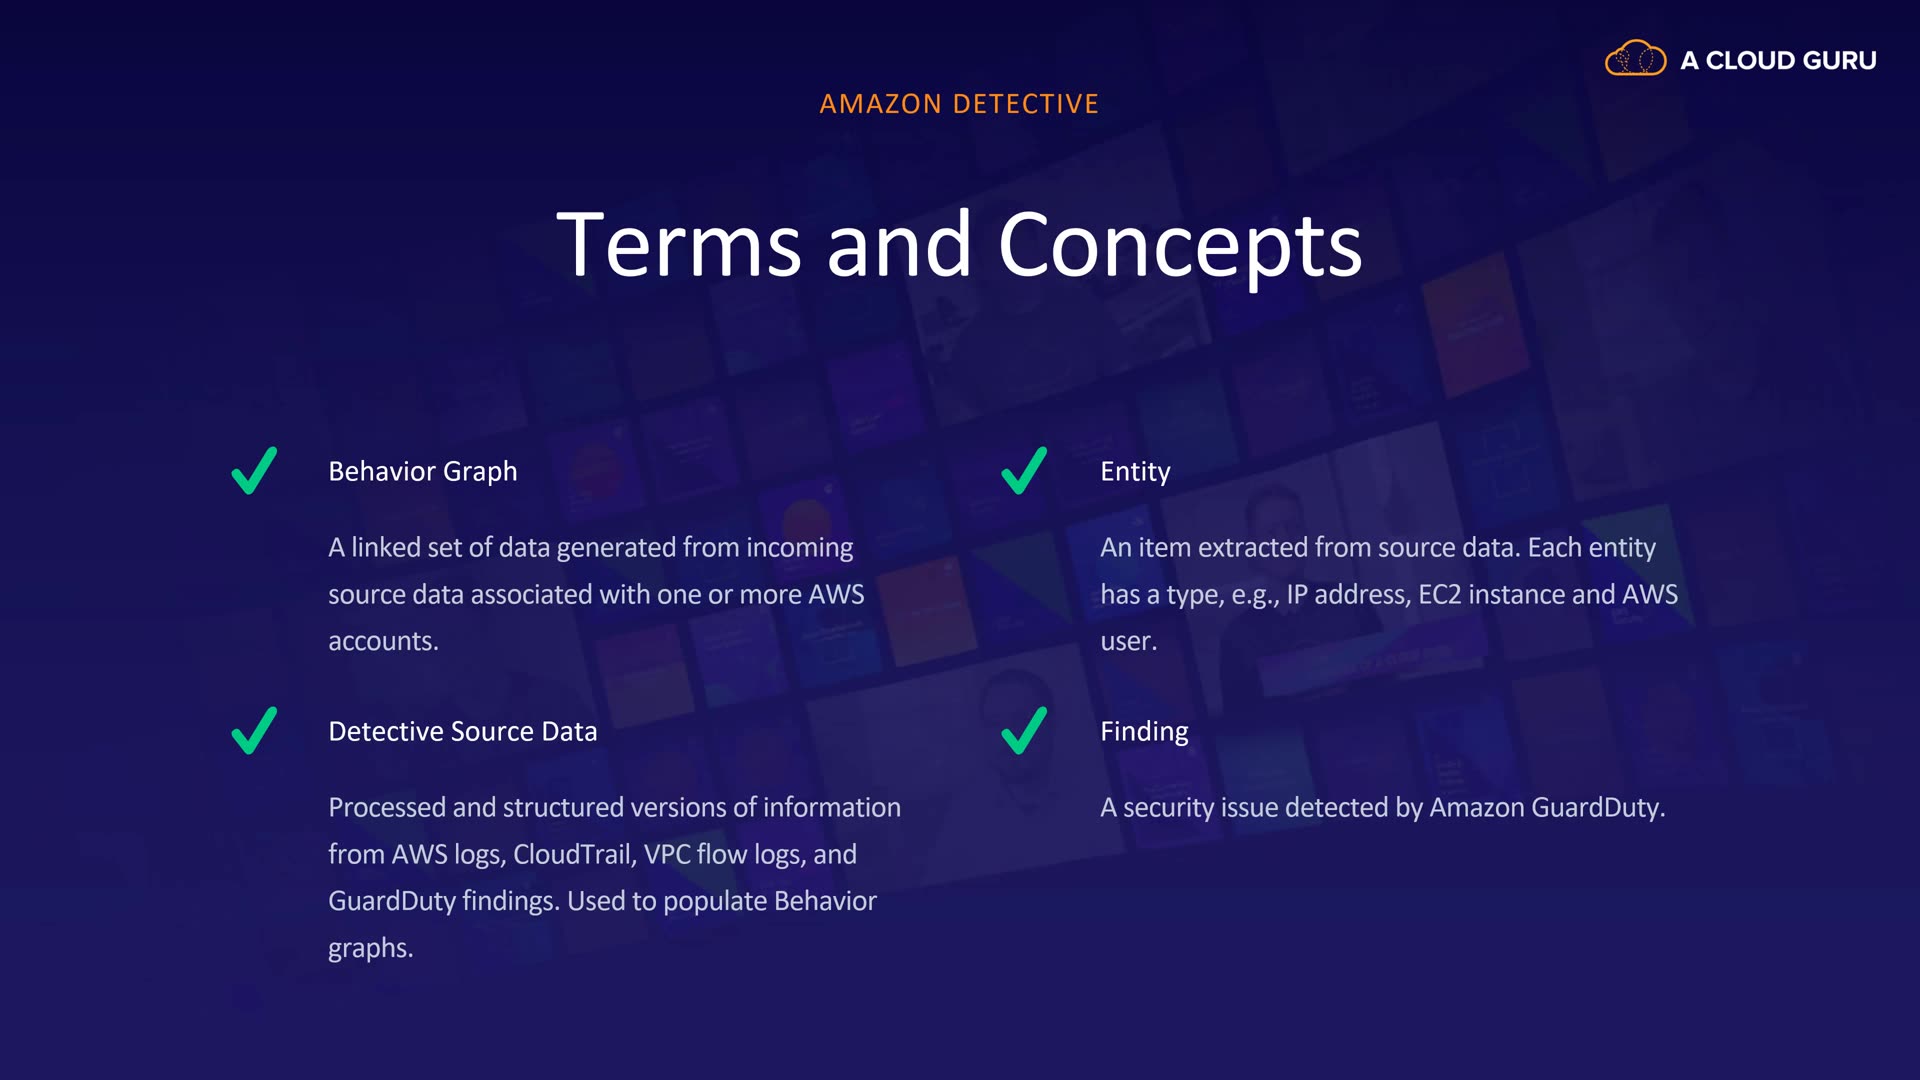 A CLOUD GURU
AMAZON DETECTIVE
Terms and Concepts
Behavior Graph
A linked set of data generated from incoming
source data associated with one or more AWS
accounts.
Entity
An item extracted from source data. Each entity
has a type, e.g., IP address, EC2 instance and AWS
user.
Detective Source Data
Processed and structured versions of information
from AWS logs, CloudTrail, VPC flow logs, and
GuardDuty findings. Used to populate Behavior
graphs.
Finding
A security issue detected by Amazon GuardDuty.